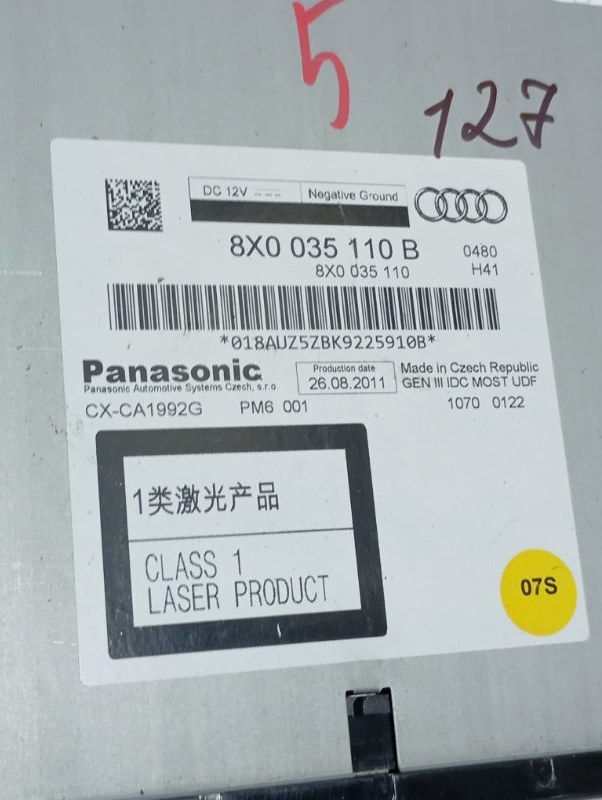 5
127
DC 12V
Negative Ground
8X0 035 110 B
0480
8X0 035 110
H41
*018AUZ5ZBK9225910B*
Panasonic
Panasonic Automotive Systems Czech, s.r.o.
Production date
26.08.2011
Made in Czech Republic
GEN III IDC MOST UDF
CX-CA1992G PM6 001
1070 0122
1类激光产品
CLASS 1
LASER PRODUCT
07S